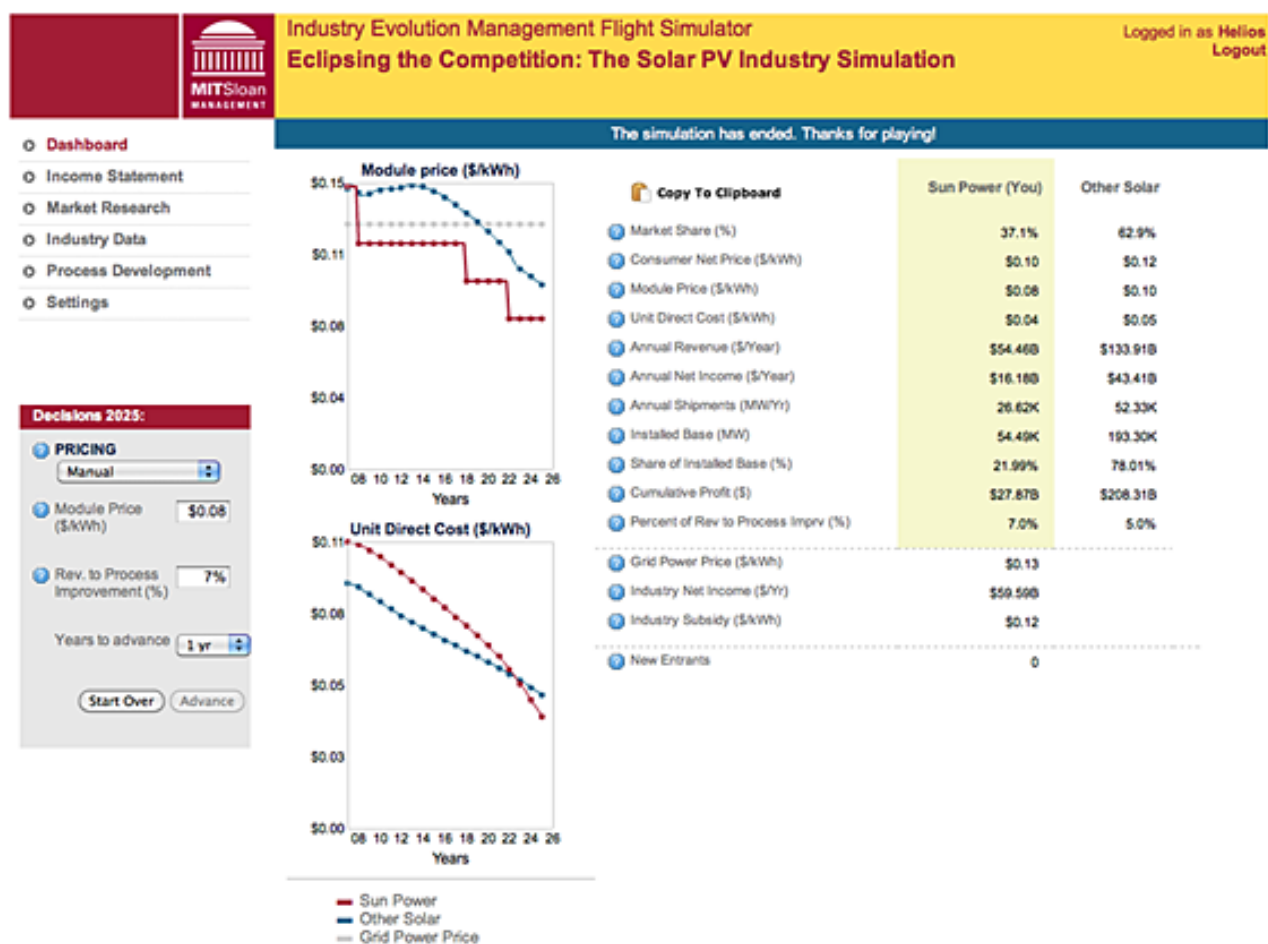 MITSloan
MANAGEMENT
Industry Evolution Management Flight Simulator
Eclipsing the Competition: The Solar PV Industry Simulation
Logged in as Helios
Logout
The simulation has ended. Thanks for playing!
Dashboard
Income Statement
Market Research
Industry Data
Process Development
Settings
Decisions 2025:
PRICING
Manual
Module Price
($/kWh)
$0.08
Rev. to Process
Improvement (%)
7%
Years to advance
1 yr
Start Over
Advance
Module price ($/kWh)
$0.15
$0.11
$0.08
$0.04
$0.00
08 10 12 14 16 18 20 22 24 26
Years
Unit Direct Cost ($/kWh)
$0.11
$0.08
$0.05
$0.03
$0.00
08 10 12 14 16 18 20 22 24 26
Years
Sun Power
Other Solar
Grid Power Price
Copy To Clipboard
Sun Power (You) Other Solar
Market Share (%) 37.1% 62.9%
Consumer Net Price ($/kWh) $0.10 $0.12
Module Price ($/kWh) $0.08 $0.10
Unit Direct Cost ($/kWh) $0.04 $0.05
Annual Revenue ($/Year) $54.46B $133.91B
Annual Net Income ($/Year) $16.18B $43.41B
Annual Shipments (MW/Yr) 26.62K 52.33K
Installed Base (MW) 54.49K 193.30K
Share of Installed Base (%) 21.99% 78.01%
Cumulative Profit ($) $27.87B $208.31B
Percent of Rev to Process Imprv (%) 7.0% 5.0%
Grid Power Price ($/kWh) $0.13
Industry Net Income ($/Yr) $59.59B
Industry Subsidy ($/kWh) $0.12
New Entrants 0